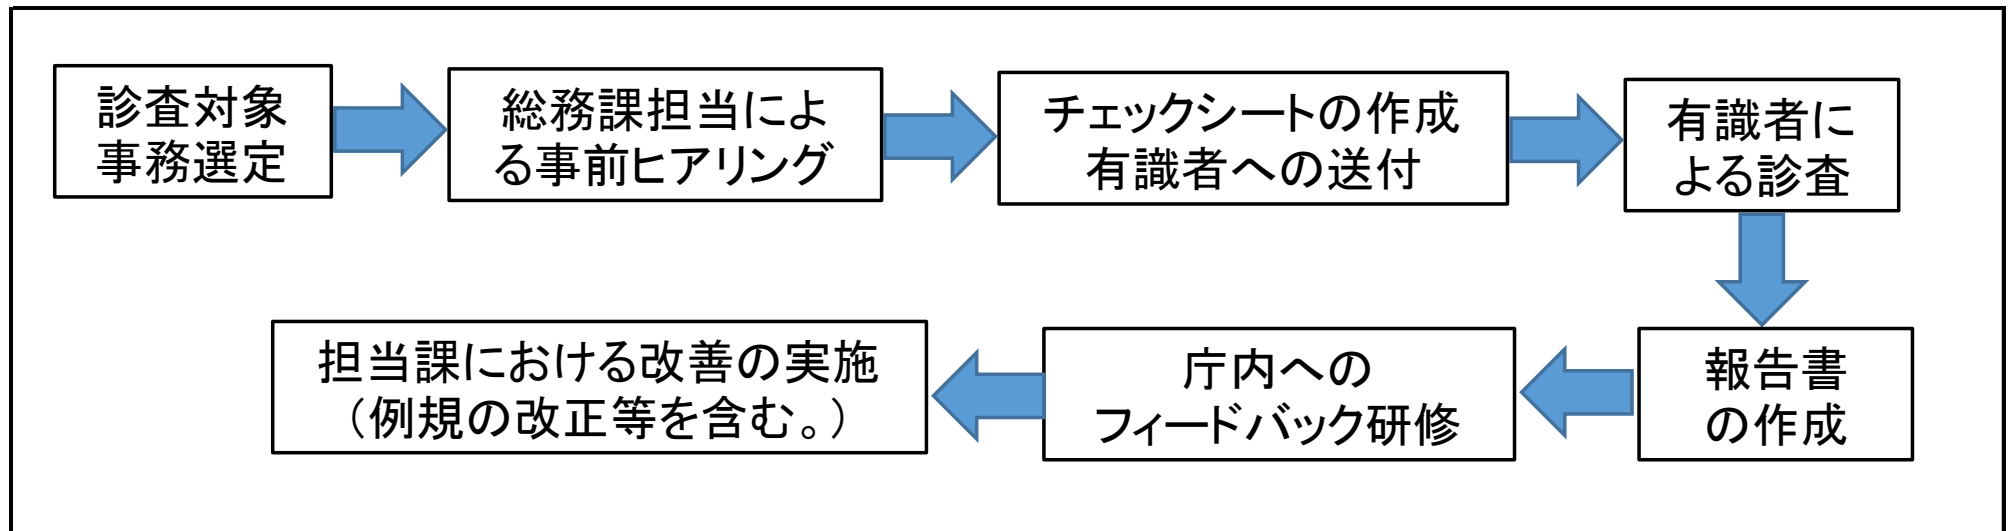 診査対象
事務選定
総務課担当によ
る事前ヒアリング
チェックシートの作成
有識者への送付
有識者に
よる診査
報告書
の作成
庁内への
フィードバック研修
担当課における改善の実施
（例規の改正等を含む。）